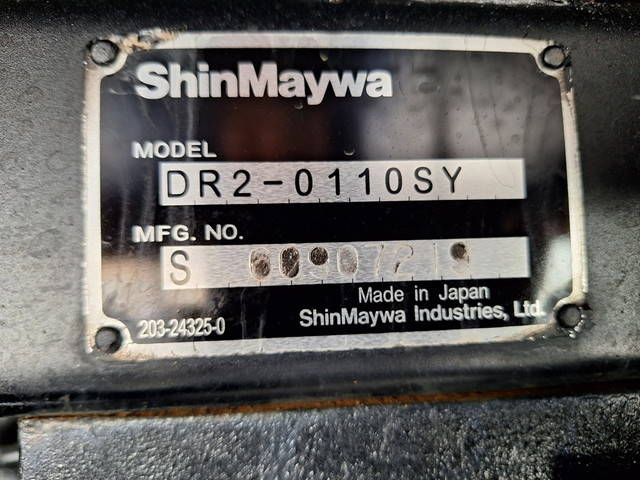 ShinMaywa
MODEL
DR2-0110SY
MFG. NO.
S
Made in Japan
203-24325-0
ShinMaywa Industries, Ltd.